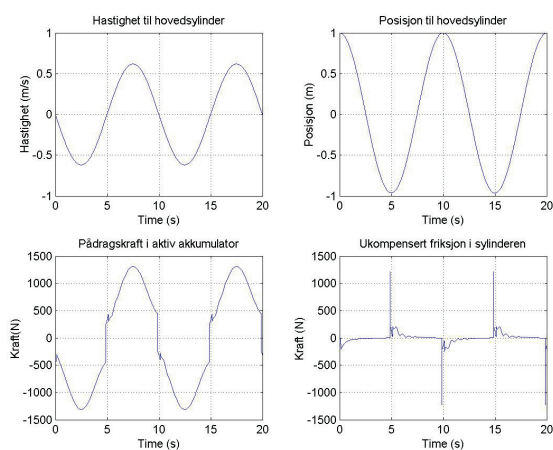 Hastighet til hovedsylinder
1
0.5
0
-0.5
-1
Hastighet (m/s)
0 5 10 15 20
Time (s)
Posisjon til hovedsylinder
1
0.5
0
-0.5
-1
Posisjon (m)
0 5 10 15 20
Time (s)
Pådragskraft i aktiv akkumulator
1500
1000
500
0
-500
-1000
-1500
Kraft(N)
0 5 10 15 20
Time (s)
Ukompensert friksjon i sylinderen
1500
1000
500
0
-500
-1000
-1500
Kraft (N)
0 5 10 15 20
Time (s)